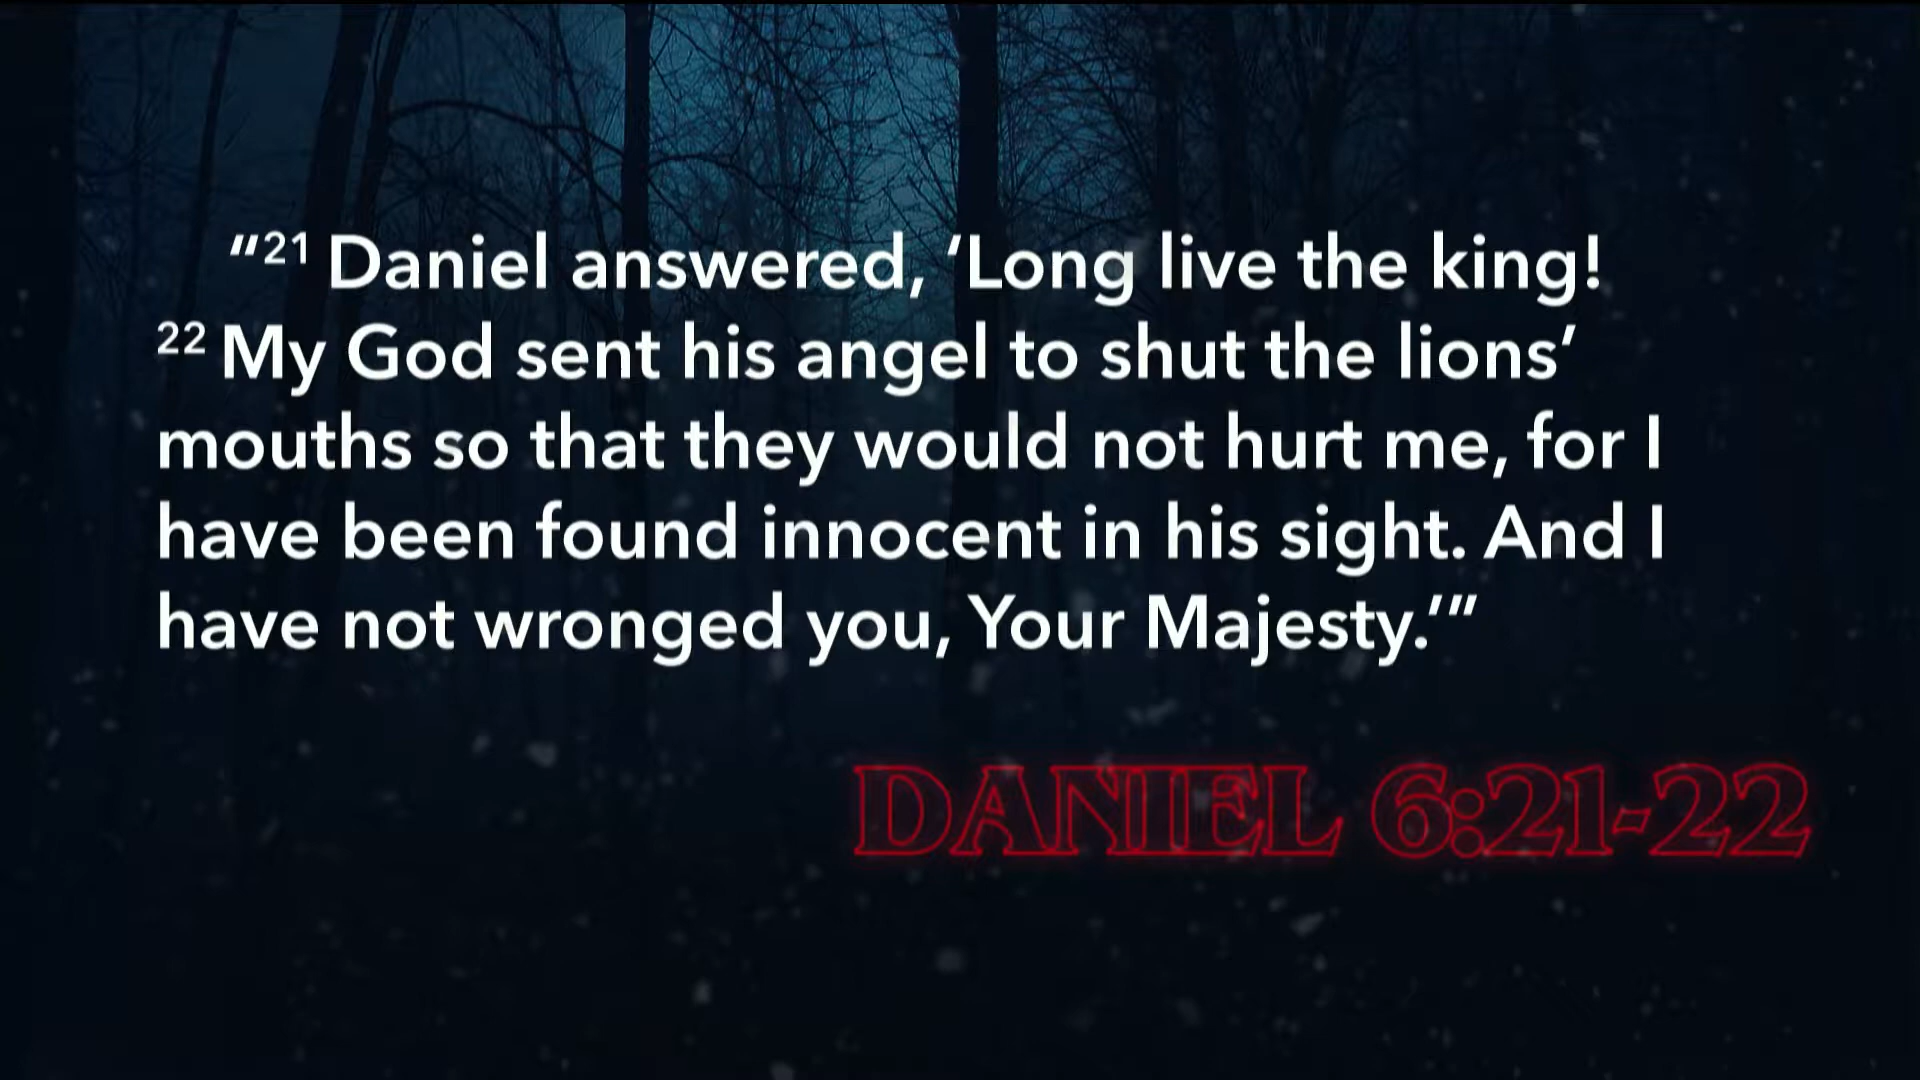 “21 Daniel answered, ‘Long live the king!
22 My God sent his angel to shut the lions’
mouths so that they would not hurt me, for I
have been found innocent in his sight. And I
have not wronged you, Your Majesty.’”
DANIEL 6:21-22